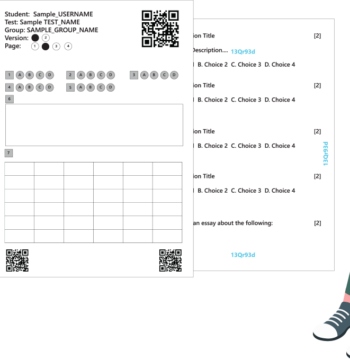 Student: Sample_USERNAME
Test: Sample TEST_NAME
Group: SAMPLE_GROUP_NAME
Version: 2
Page: 1 3 4
1 A B C D 2 A B C D 3 A B C D
4 A B C D 5 A B C D
6
7
ion Title [2]
Description... 13Qr93d
B. Choice 2 C. Choice 3 D. Choice 4
ion Title [2]
B. Choice 2 C. Choice 3 D. Choice 4
ion Title [2]
B. Choice 2 C. Choice 3 D. Choice 4
13Qr93d
ion Title [2]
B. Choice 2 C. Choice 3 D. Choice 4
an essay about the following: [2]
13Qr93d